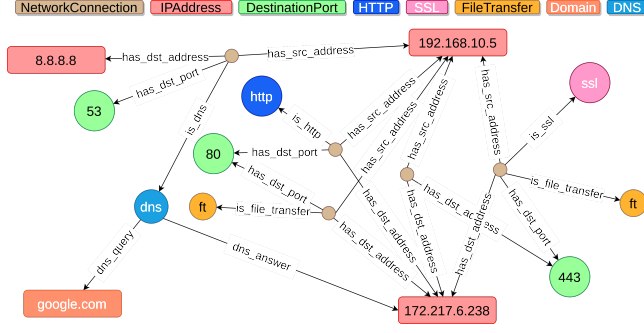 NetworkConnection IPAddress DestinationPort HTTP SSL FileTransfer Domain DNS
192.168.10.5
has_src_address
8.8.8.8
has_dst_address
has_dst_port
ssl
http
53
has_src_address
has_src_address
has_src_address
has_src_address
is_dns
is_http
is_ssl
80
has_dst_port
has_dst_port
is_file_transfer
ft
dns
ft
is_file_transfer
has_dst_address
has_dst_address
has_dst_address
has_dst_address
has_dst_address
has_dst_port
dns_query
dns_answer
443
google.com
172.217.6.238